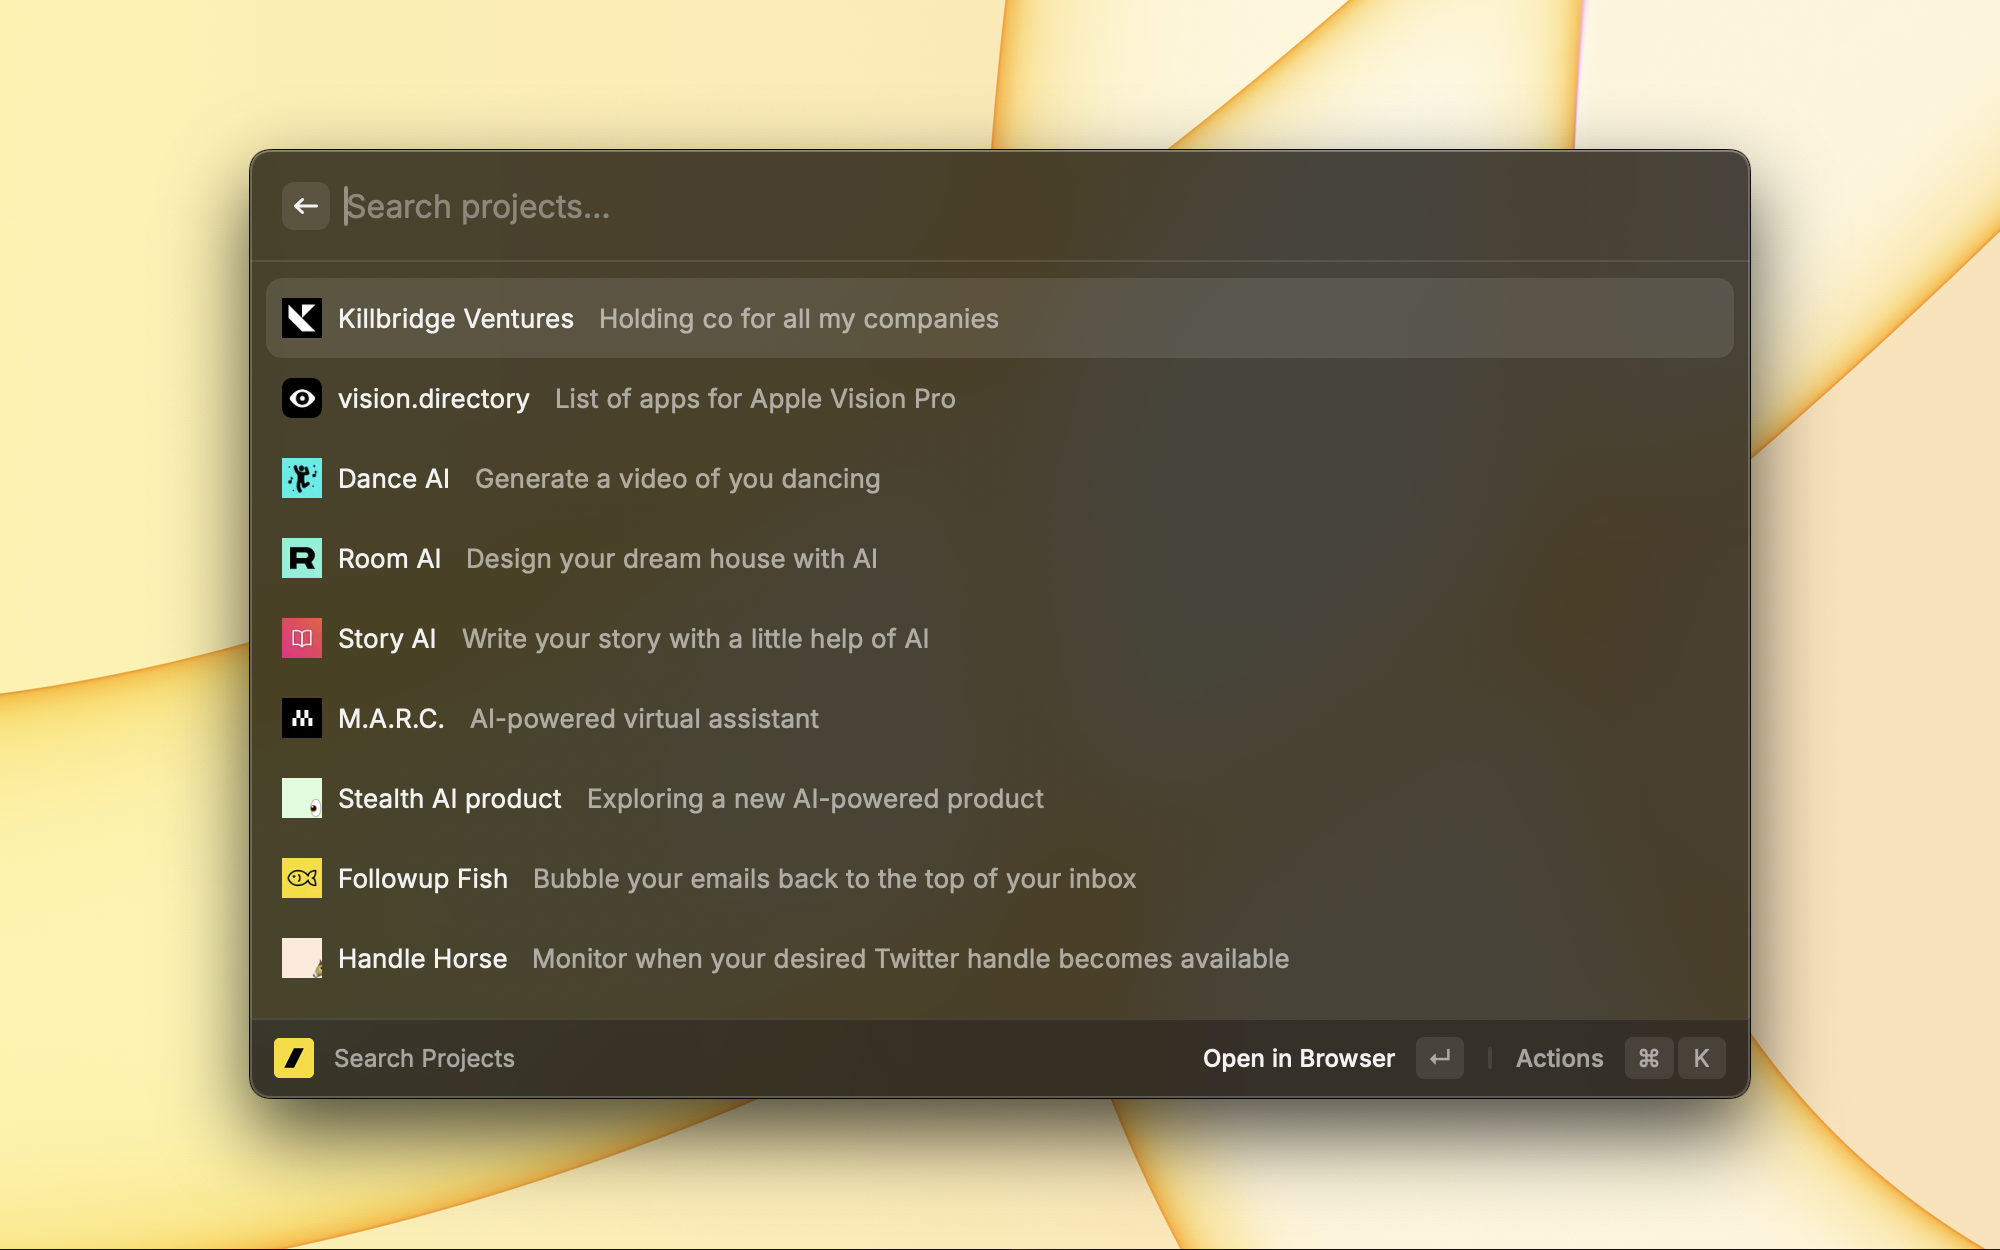 Search projects...
Killbridge Ventures Holding co for all my companies
vision.directory List of apps for Apple Vision Pro
Dance AI Generate a video of you dancing
R Room AI Design your dream house with AI
Story AI Write your story with a little help of AI
M.A.R.C. AI-powered virtual assistant
Stealth AI product Exploring a new AI-powered product
Followup Fish Bubble your emails back to the top of your inbox
Handle Horse Monitor when your desired Twitter handle becomes available
Search Projects Open in Browser ↵ | Actions ⌘ K